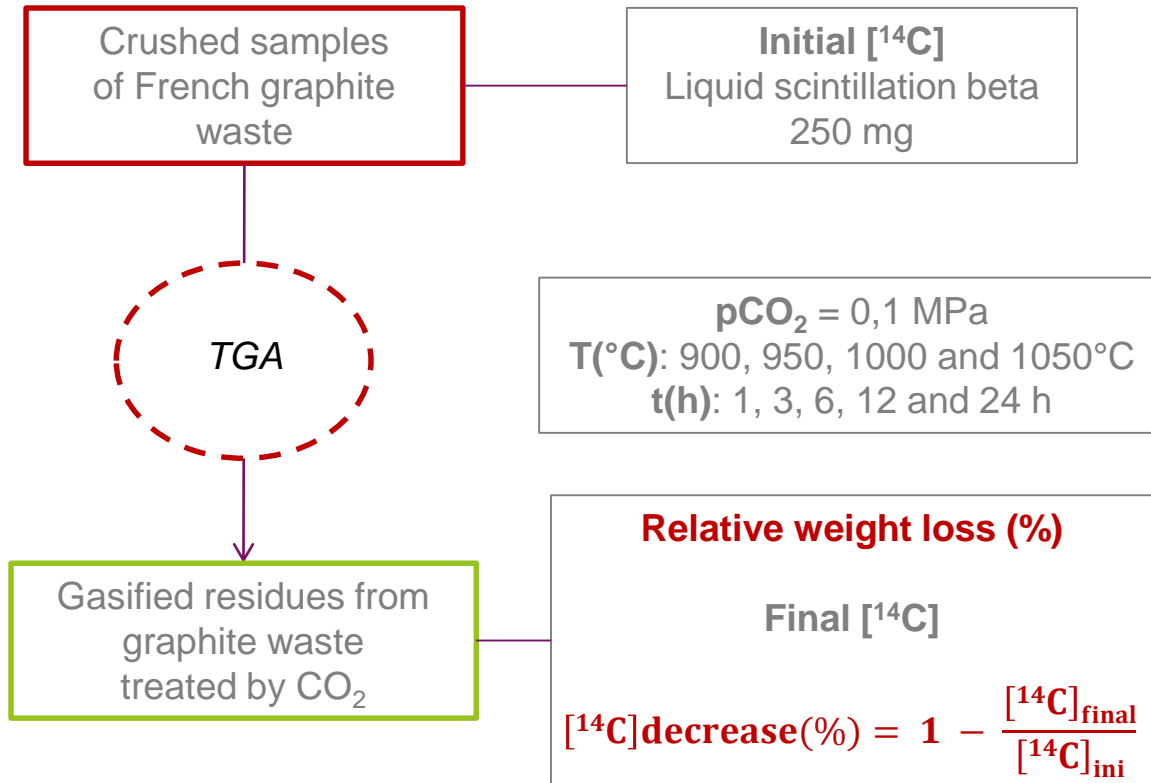 Crushed samples
of French graphite
waste
Initial [¹⁴C]
Liquid scintillation beta
250 mg
TGA
pCO₂ = 0,1 MPa
T(°C): 900, 950, 1000 and 1050°C
t(h): 1, 3, 6, 12 and 24 h
Gasified residues from
graphite waste
treated by CO₂
Relative weight loss (%)
Final [¹⁴C]
[¹⁴C]decrease(%) = 1 − [¹⁴C]final / [¹⁴C]ini